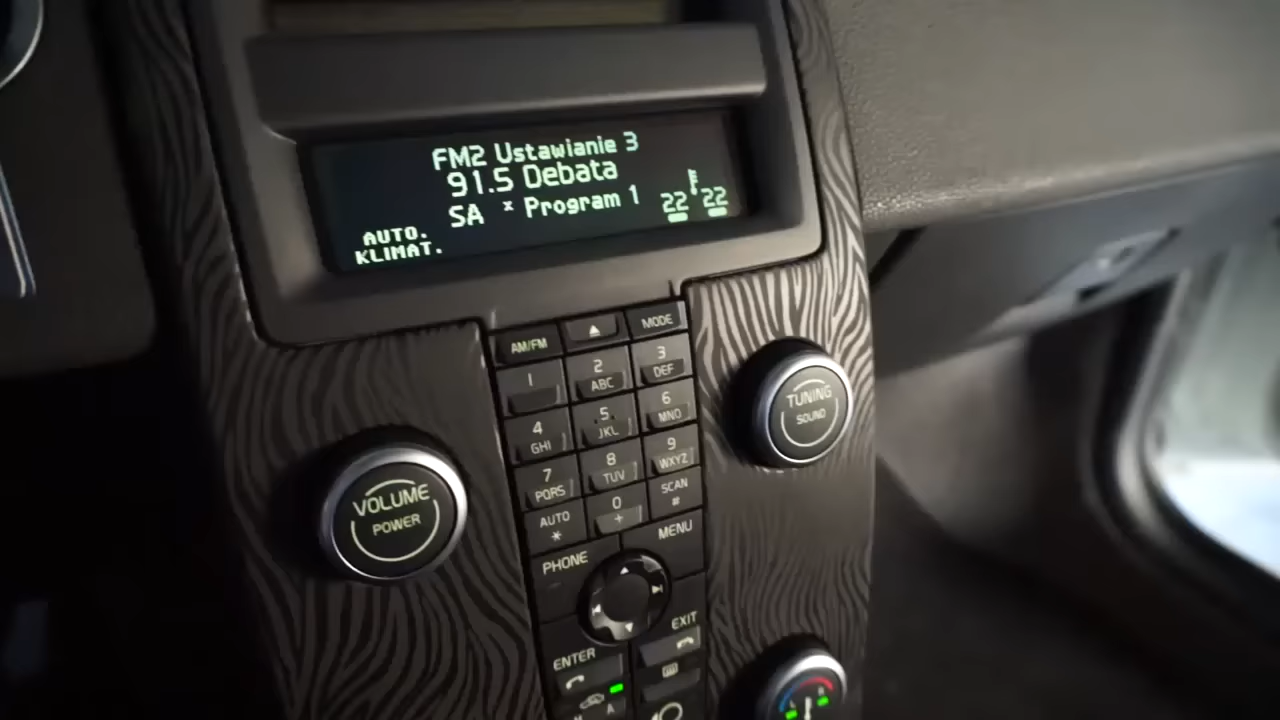 FM2 Ustawianie 3
91.5 Debata
SA × Program 1
22 22
AUTO.
KLIMAT.
AM/FM
MODE
1
2
ABC
3
DEF
4
GHI
5
JKL
6
MNO
7
PQRS
8
TUV
9
WXYZ
AUTO
*
0
+
SCAN
#
PHONE
MENU
ENTER
EXIT
A
VOLUME
POWER
TUNING
SOUND